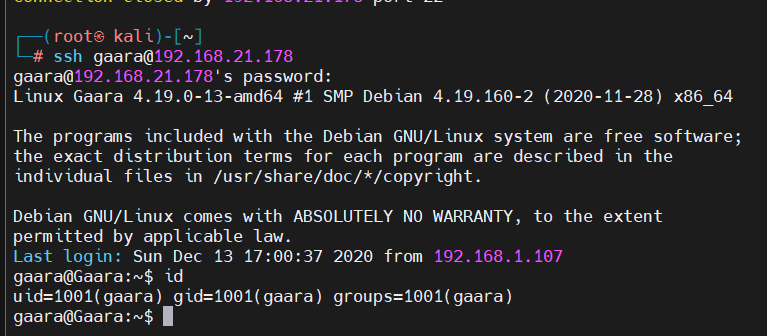 Connection closed by 192.168.21.178 port 22
┌──(root㉿ kali)-[~]
└─# ssh gaara@192.168.21.178
gaara@192.168.21.178's password:
Linux Gaara 4.19.0-13-amd64 #1 SMP Debian 4.19.160-2 (2020-11-28) x86_64
The programs included with the Debian GNU/Linux system are free software;
the exact distribution terms for each program are described in the
individual files in /usr/share/doc/*/copyright.
Debian GNU/Linux comes with ABSOLUTELY NO WARRANTY, to the extent
permitted by applicable law.
Last login: Sun Dec 13 17:00:37 2020 from 192.168.1.107
gaara@Gaara:~$ id
uid=1001(gaara) gid=1001(gaara) groups=1001(gaara)
gaara@Gaara:~$